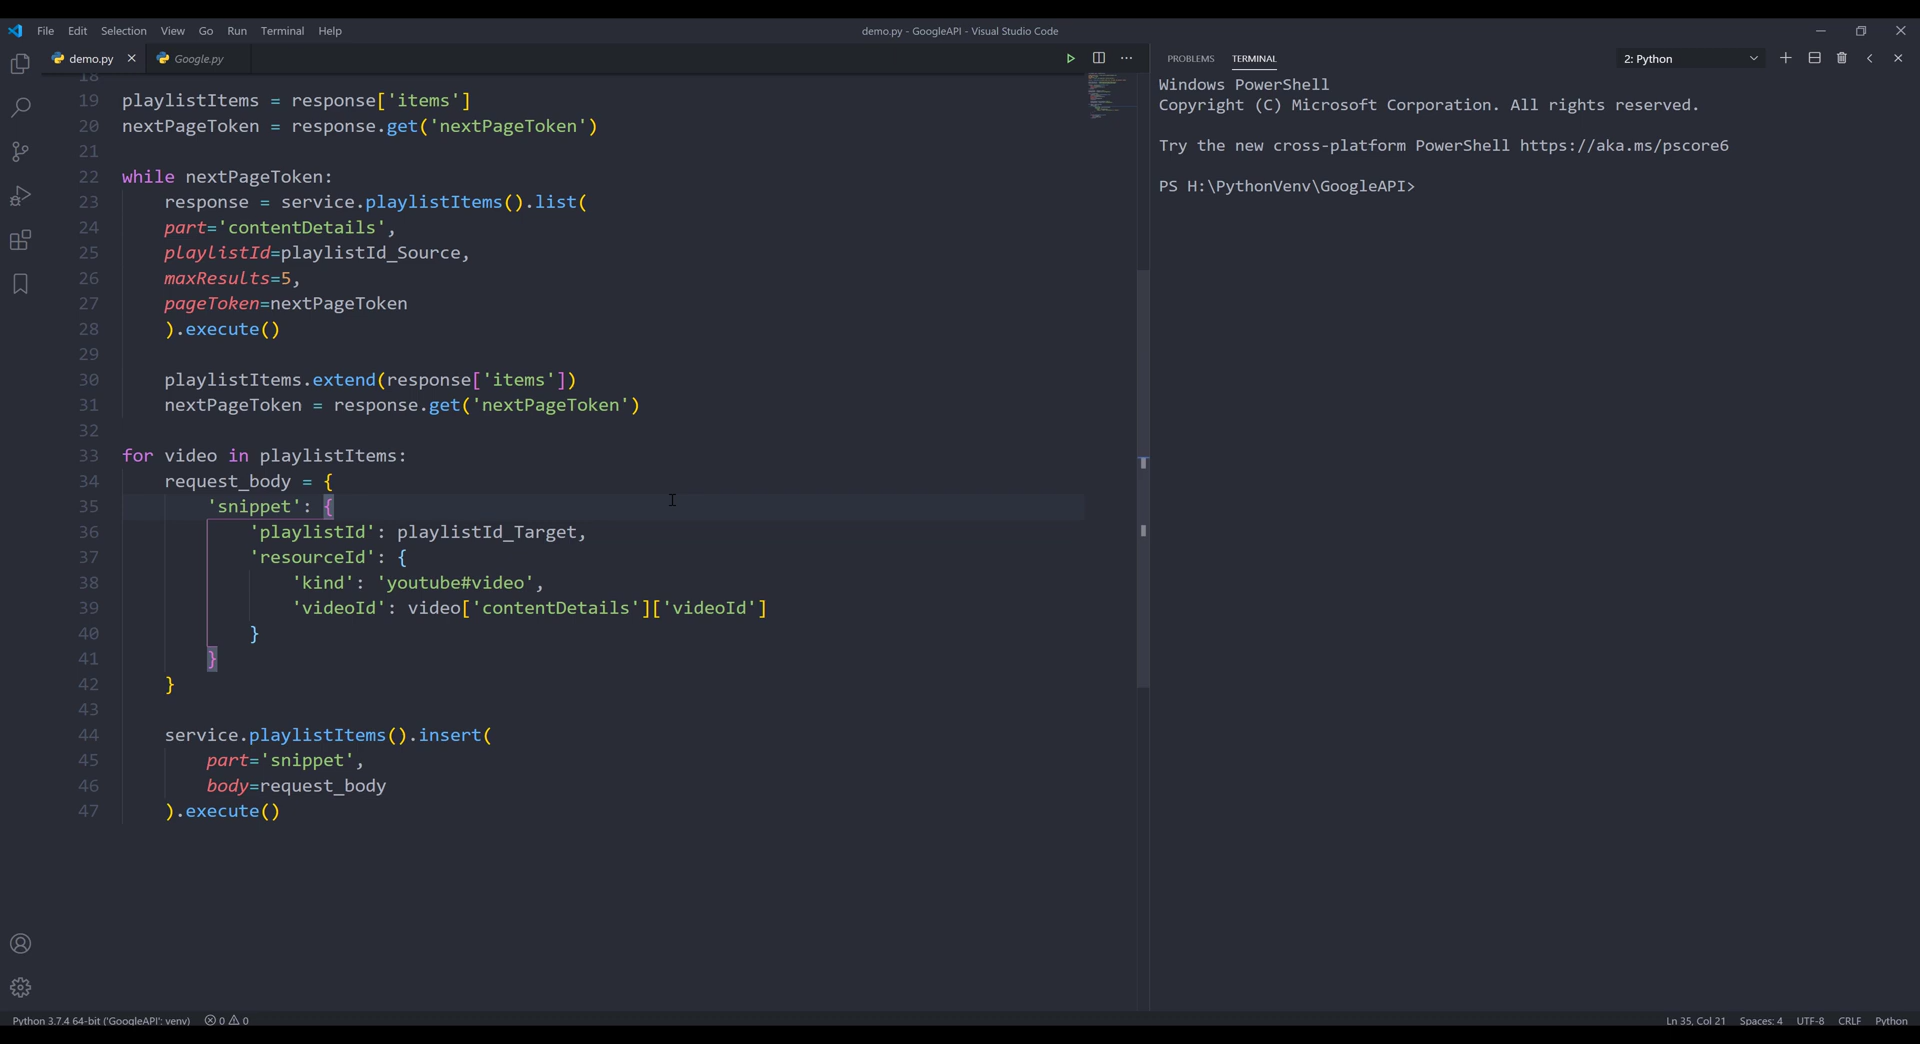 File Edit Selection View Go Run Terminal Help
demo.py - GoogleAPI - Visual Studio Code
demo.py
Google.py
18
19 playlistItems = response['items']
20 nextPageToken = response.get('nextPageToken')
21
22 while nextPageToken:
23     response = service.playlistItems().list(
24     part='contentDetails',
25     playlistId=playlistId_Source,
26     maxResults=5,
27     pageToken=nextPageToken
28     ).execute()
29
30     playlistItems.extend(response['items'])
31     nextPageToken = response.get('nextPageToken')
32
33 for video in playlistItems:
34     request_body = {
35         'snippet': {
36             'playlistId': playlistId_Target,
37             'resourceId': {
38                 'kind': 'youtube#video',
39                 'videoId': video['contentDetails']['videoId']
40             }
41         }
42     }
43
44     service.playlistItems().insert(
45         part='snippet',
46         body=request_body
47     ).execute()
PROBLEMS TERMINAL
2: Python
Windows PowerShell
Copyright (C) Microsoft Corporation. All rights reserved.
Try the new cross-platform PowerShell https://aka.ms/pscore6
PS H:\PythonVenv\GoogleAPI>
Python 3.7.4 64-bit ('GoogleAPI': venv) 0 0
Ln 35, Col 21 Spaces: 4 UTF-8 CRLF Python